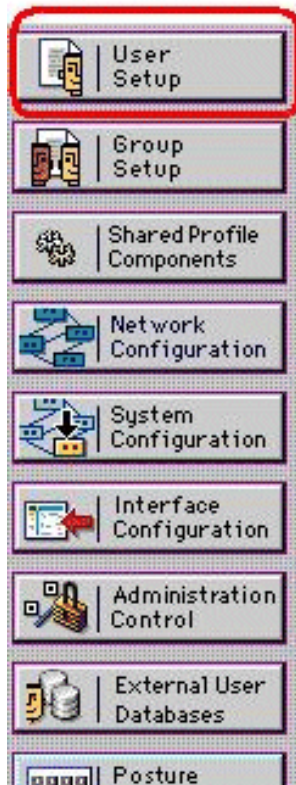 User
Setup
Group
Setup
Shared Profile
Components
Network
Configuration
System
Configuration
Interface
Configuration
Administration
Control
External User
Databases
Posture